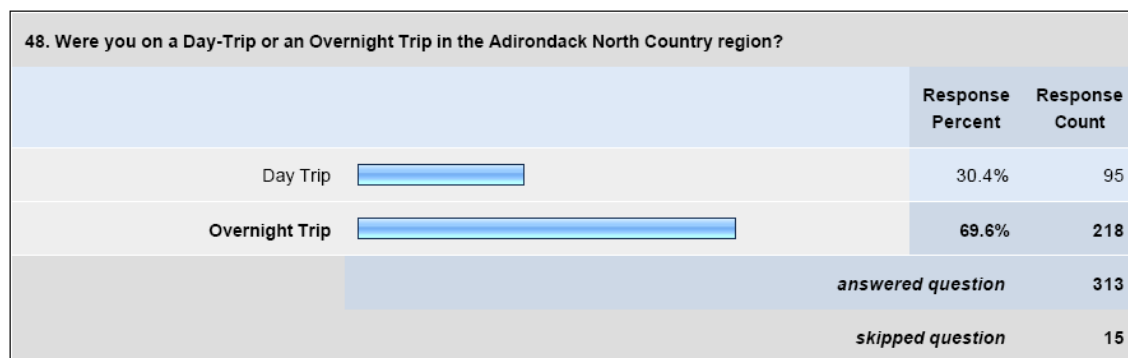 48. Were you on a Day-Trip or an Overnight Trip in the Adirondack North Country region?
Response Percent
Response Count
Day Trip 30.4% 95
Overnight Trip 69.6% 218
answered question 313
skipped question 15